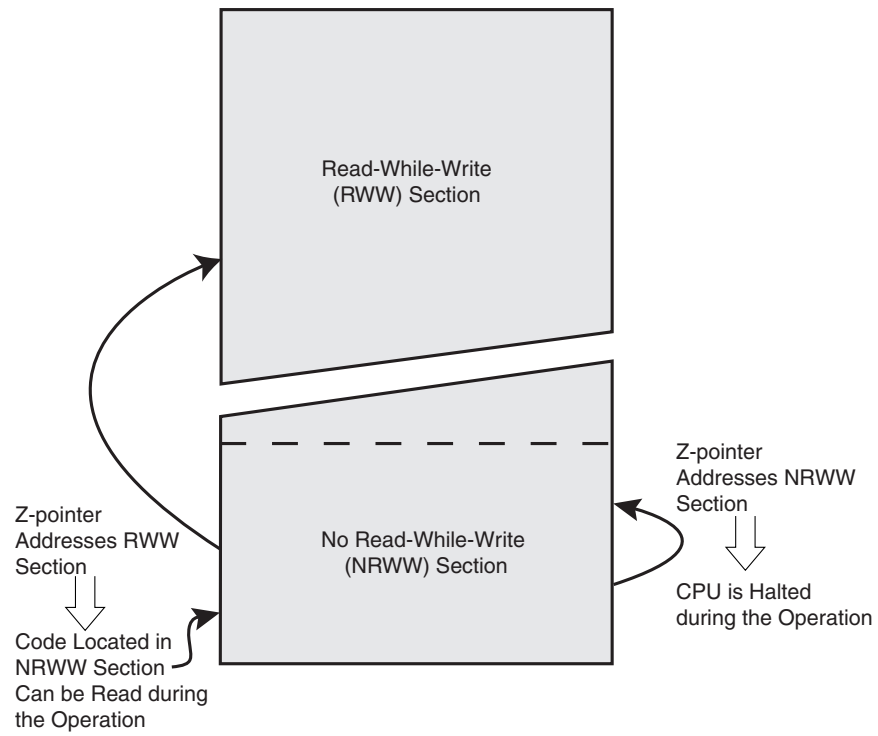 Read-While-Write
(RWW) Section
Z-pointer
Addresses NRWW
Section
CPU is Halted
during the Operation
No Read-While-Write
(NRWW) Section
Z-pointer
Addresses RWW
Section
Code Located in
NRWW Section
Can be Read during
the Operation